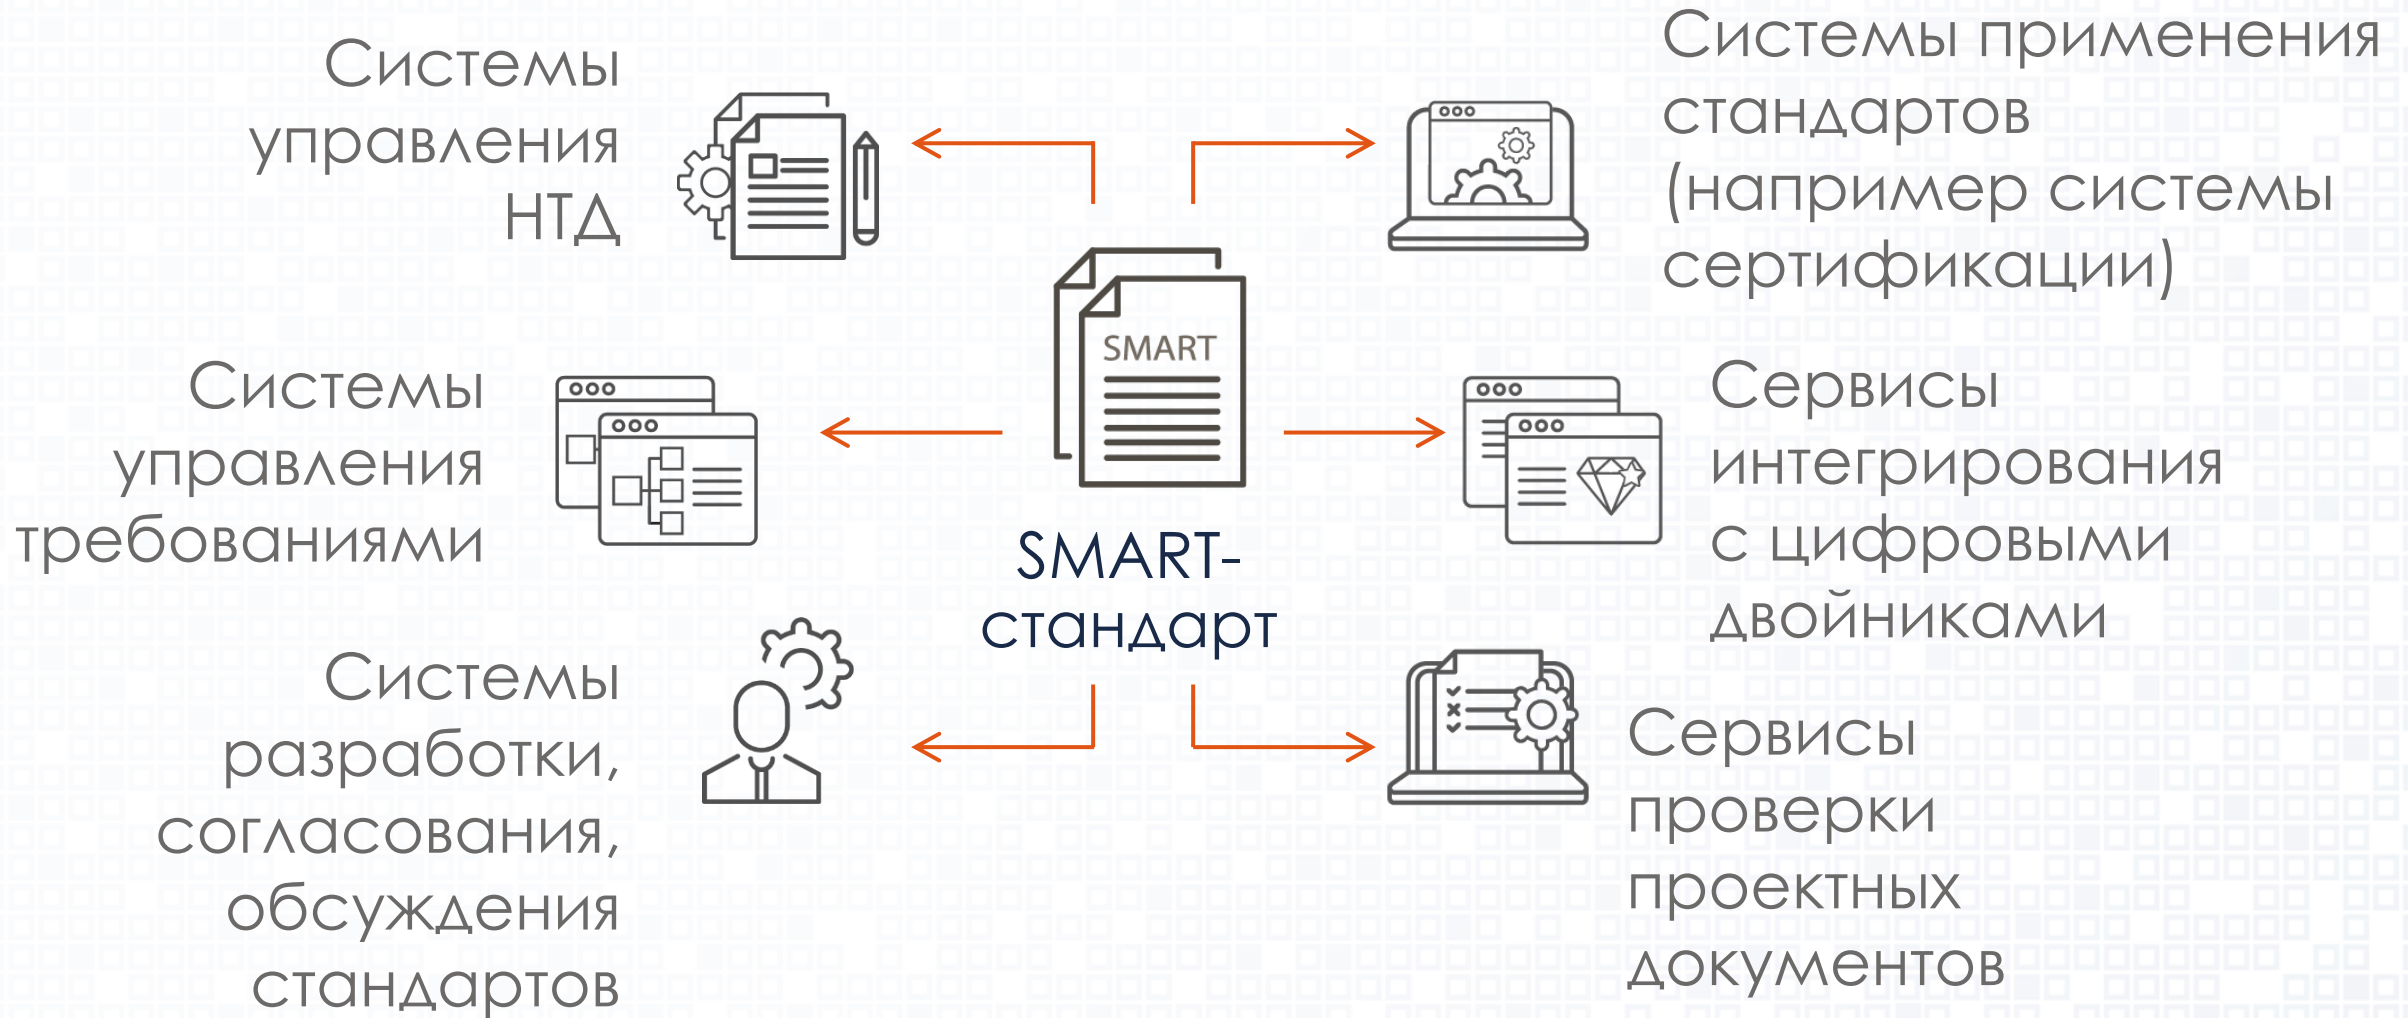 Системы
управления
НТД
Системы применения
стандартов
(например системы
сертификации)
SMART
Системы
управления
требованиями
Сервисы
интегрирования
с цифровыми
двойниками
SMART-
стандарт
Системы
разработки,
согласования,
обсуждения
стандартов
Сервисы
проверки
проектных
документов